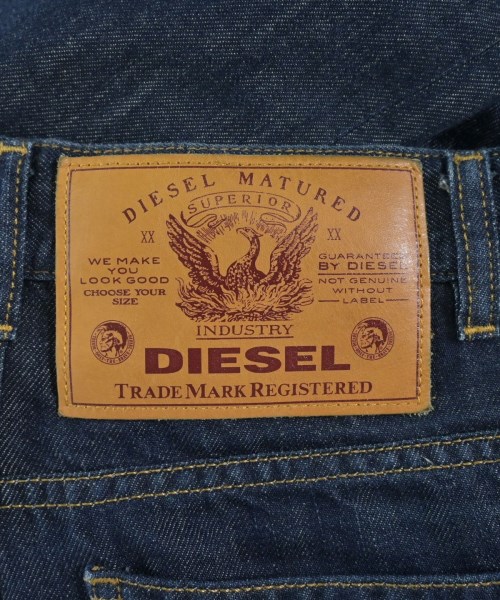 DIESEL MATURED
SUPERIOR
XX
XX
WE MAKE
YOU
LOOK GOOD
CHOOSE YOUR
SIZE
GUARANTEED
BY DIESEL
NOT GENUINE
WITHOUT
LABEL
INDUSTRY
DIESEL
TRADE MARK REGISTERED